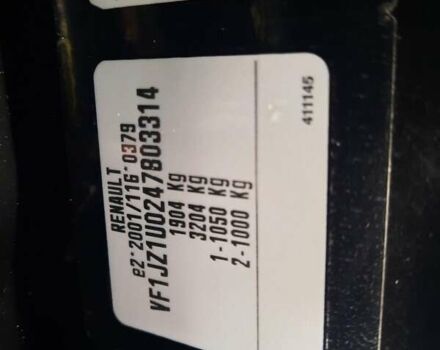 RENAULT
e2*2001/116*0379
VF1JZ1U0247803314
1904 Kg
3204 Kg
1-1050 Kg
2-1000 Kg
411145